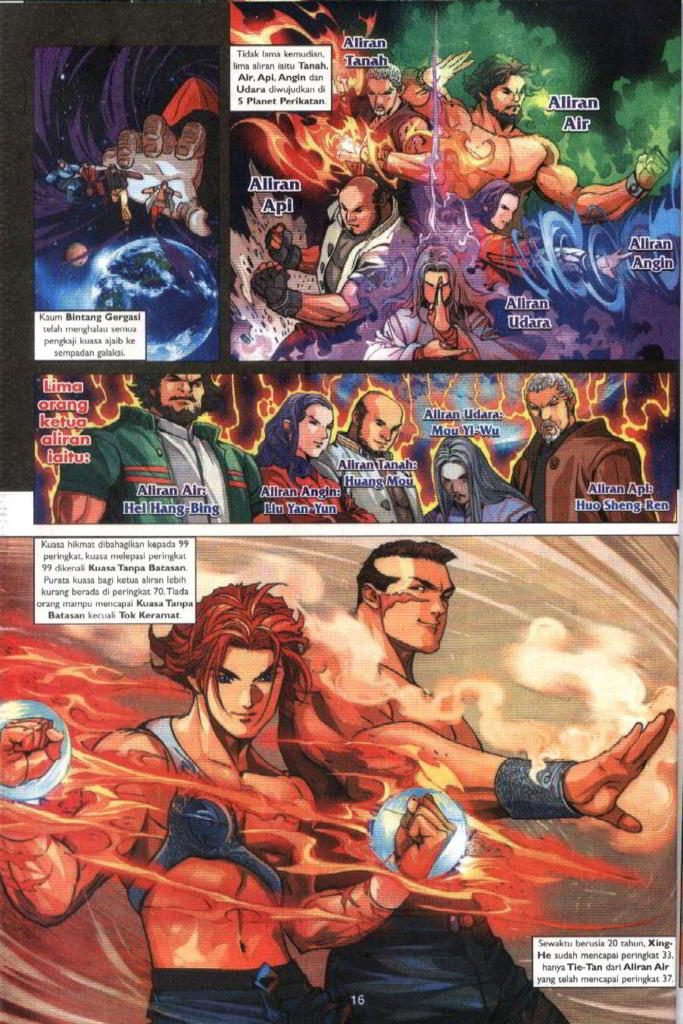 Kaum Bintang Gergasi
telah menghalau semua
pengkaji kuasa ajaib ke
sempadan galaksi.
Tidak lama kemudian,
lima aliran iaitu Tanah,
Air, Api, Angin dan
Udara diwujudkan di
5 Planet Perikatan.
Aliran
Tanah
Aliran
Air
Aliran
Api
Aliran
Angin
Aliran
Udara
Lima
orang
ketua
aliran
iaitu:
Aliran Air:
Hei Hang-Bing
Aliran Angin:
Liu Yan-Yun
Aliran Tanah:
Huang Mou
Aliran Udara:
Mou Yi-Wu
Aliran Api:
Huo Sheng-Ren
Kuasa hikmat dibahagikan kepada 99
peringkat, kuasa melepasi peringkat
99 dikenali Kuasa Tanpa Batasan.
Purata kuasa bagi ketua aliran lebih
kurang berada di peringkat 70. Tiada
orang mampu mencapai Kuasa Tanpa
Batasan kecuali Tok Keramat.
Sewaktu berusia 20 tahun, Xing-
He sudah mencapai peringkat 33,
hanya Tie-Tan dari Aliran Air
yang telah mencapai peringkat 37.
16